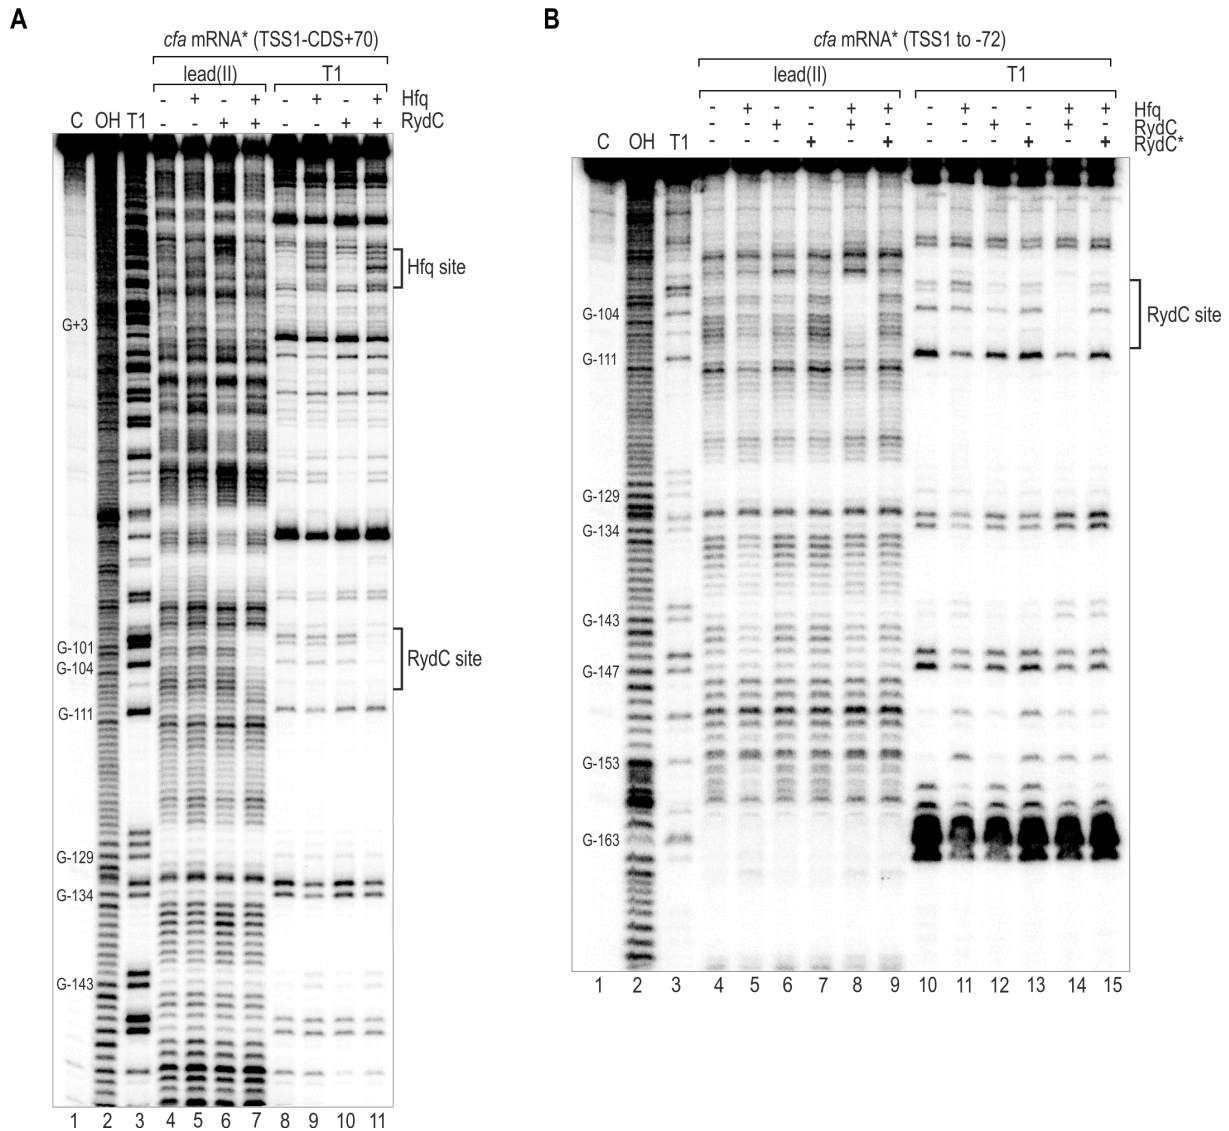 A
cfa mRNA* (TSS1-CDS+70)
lead(II) T1
- + - + - + - + Hfq
C OH T1 - - + + - - + + RydC
Hfq site
G+3
RydC site
G-101
G-104
G-111
G-129
G-134
G-143
1 2 3 4 5 6 7 8 9 10 11
B
cfa mRNA* (TSS1 to -72)
lead(II) T1
- + - - + + - + - - + + Hfq
- - + - + - - - + - + - RydC
C OH T1 - - - + - + - - - + - + RydC*
RydC site
G-104
G-111
G-129
G-134
G-143
G-147
G-153
G-163
1 2 3 4 5 6 7 8 9 10 11 12 13 14 15